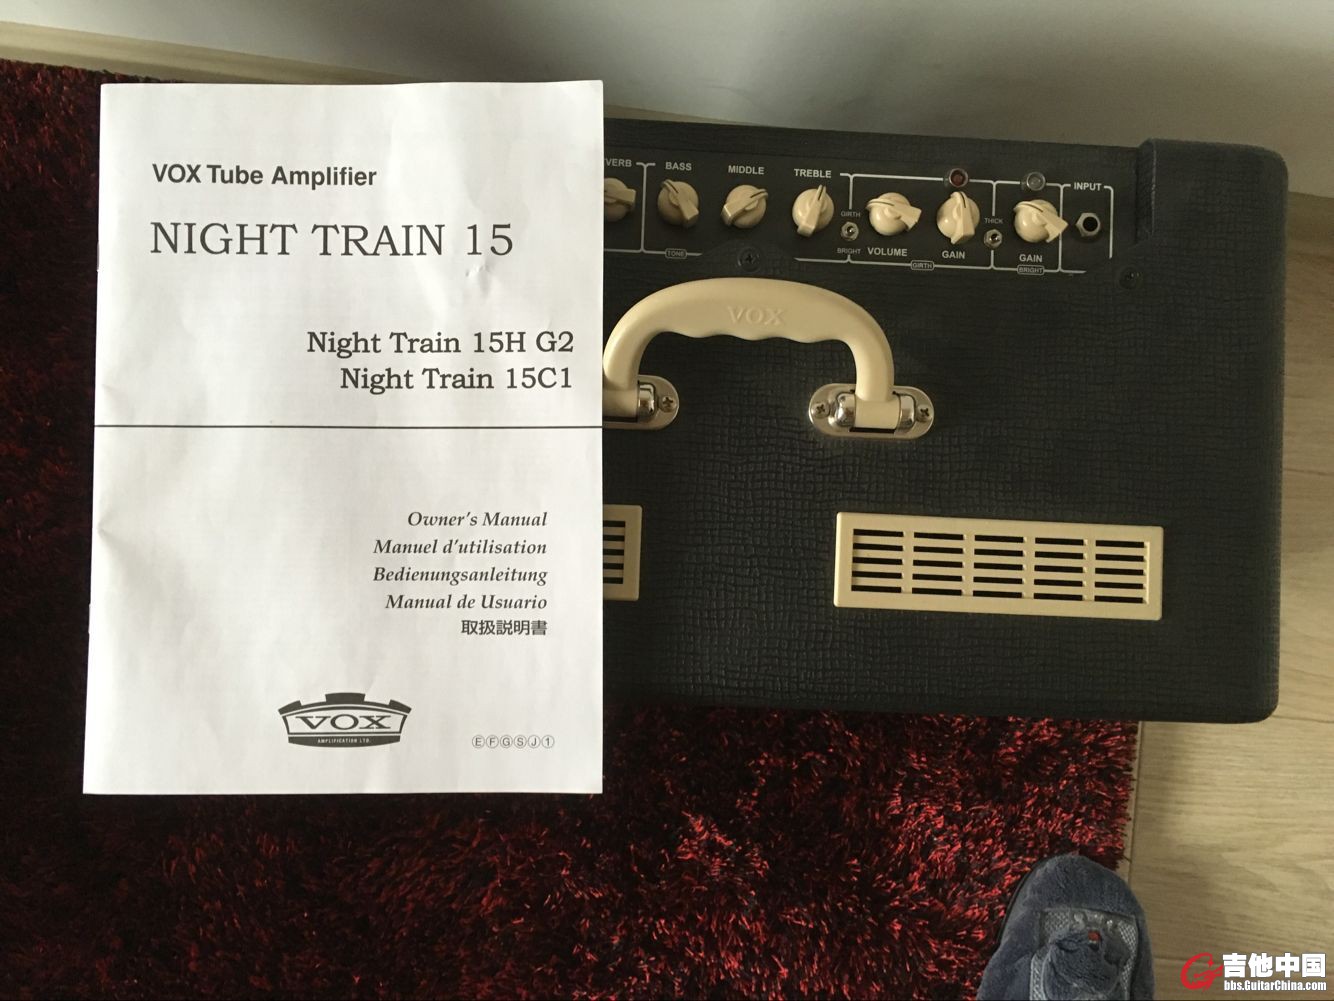 VOX Tube Amplifier
NIGHT TRAIN 15
Night Train 15H G2
Night Train 15C1
Owner's Manual
Manuel d'utilisation
Bedienungsanleitung
Manual de Usuario
取扱説明書
VOX
AMPLIFICATION LTD.
Ⓔ Ⓕ Ⓖ Ⓢ Ⓙ ①
VERB
BASS
MIDDLE
TREBLE
TONE
GIRTH
BRIGHT
VOLUME
GAIN
GIRTH
THICK
GAIN
BRIGHT
INPUT
VOX
吉他中国
bbs.GuitarChina.com